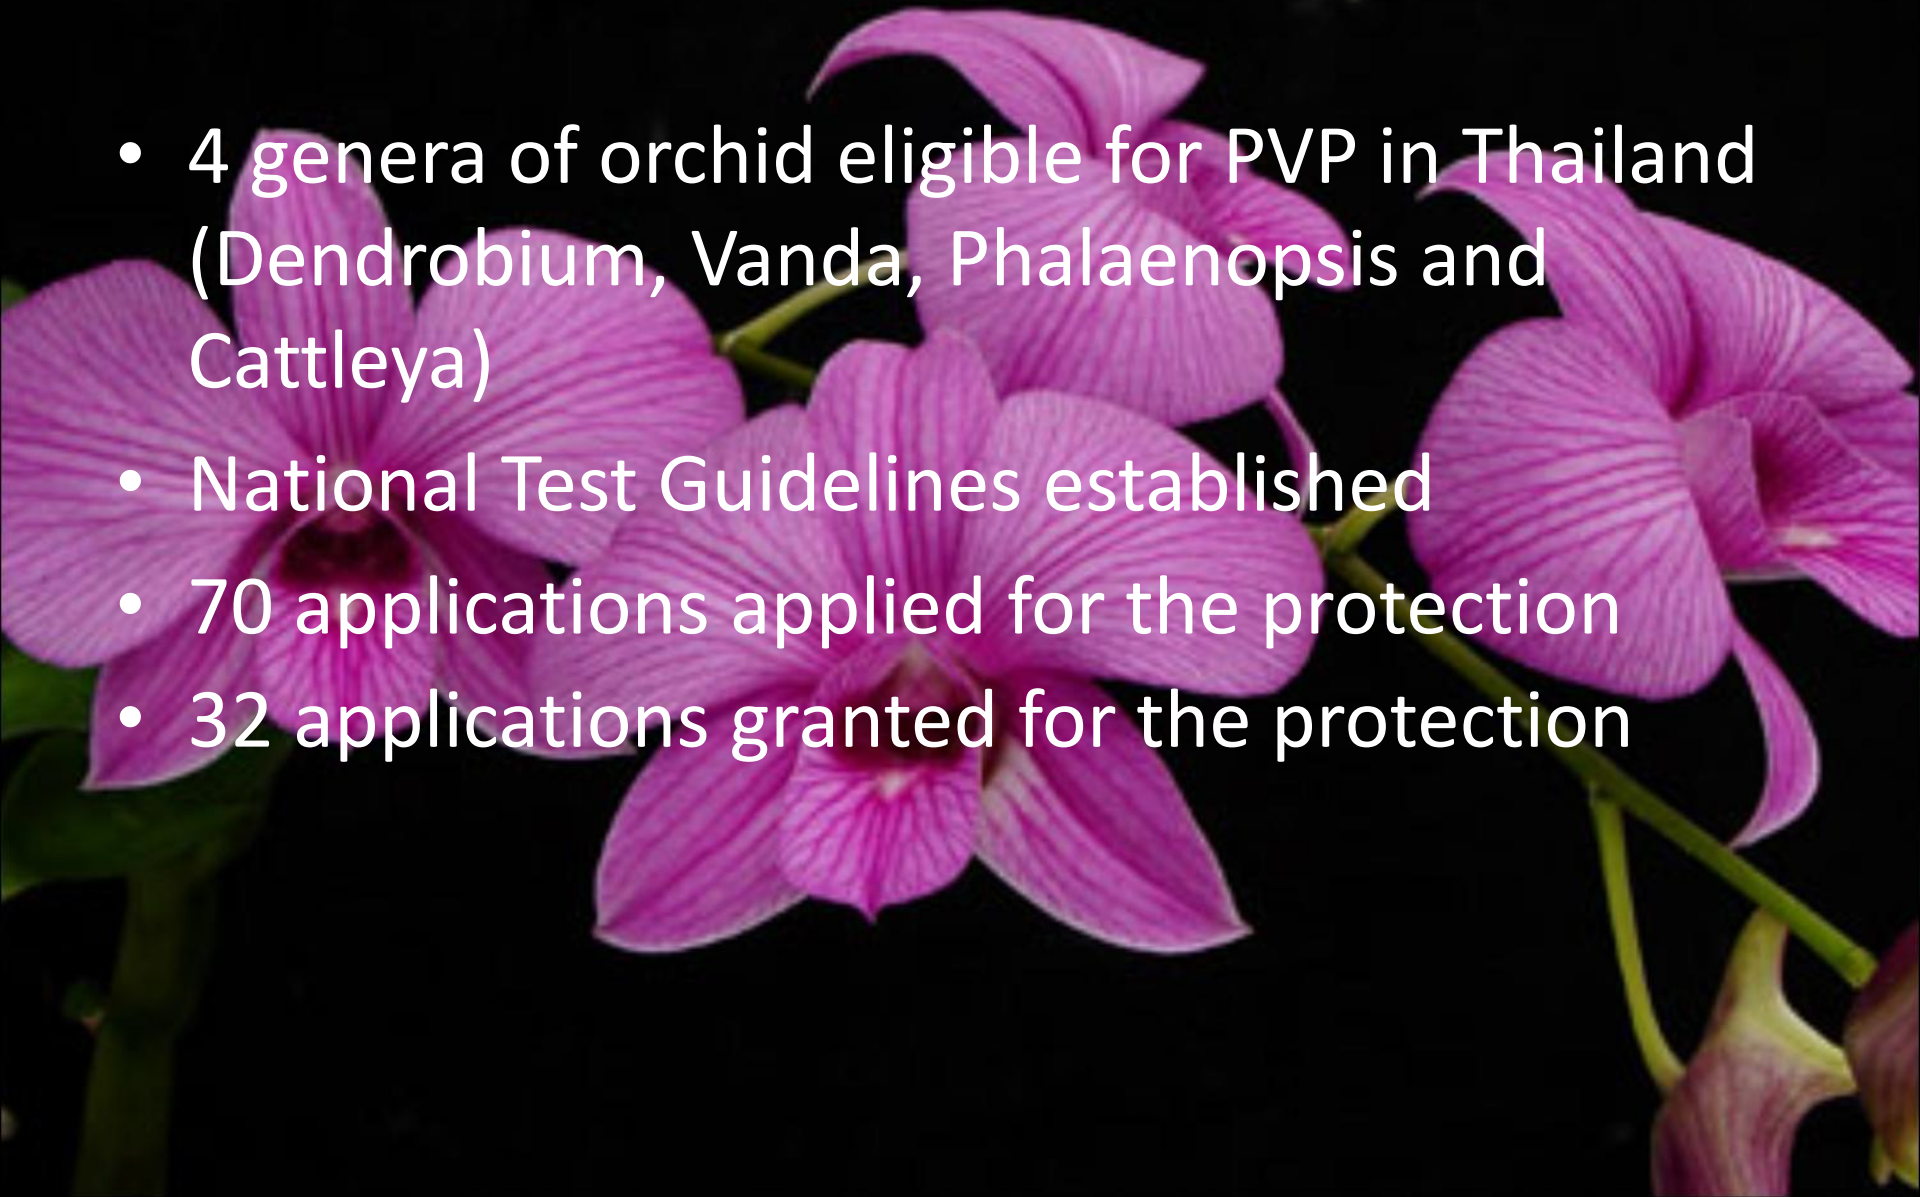 • 4 genera of orchid eligible for PVP in Thailand
(Dendrobium, Vanda, Phalaenopsis and
Cattleya)
• National Test Guidelines established
• 70 applications applied for the protection
• 32 applications granted for the protection